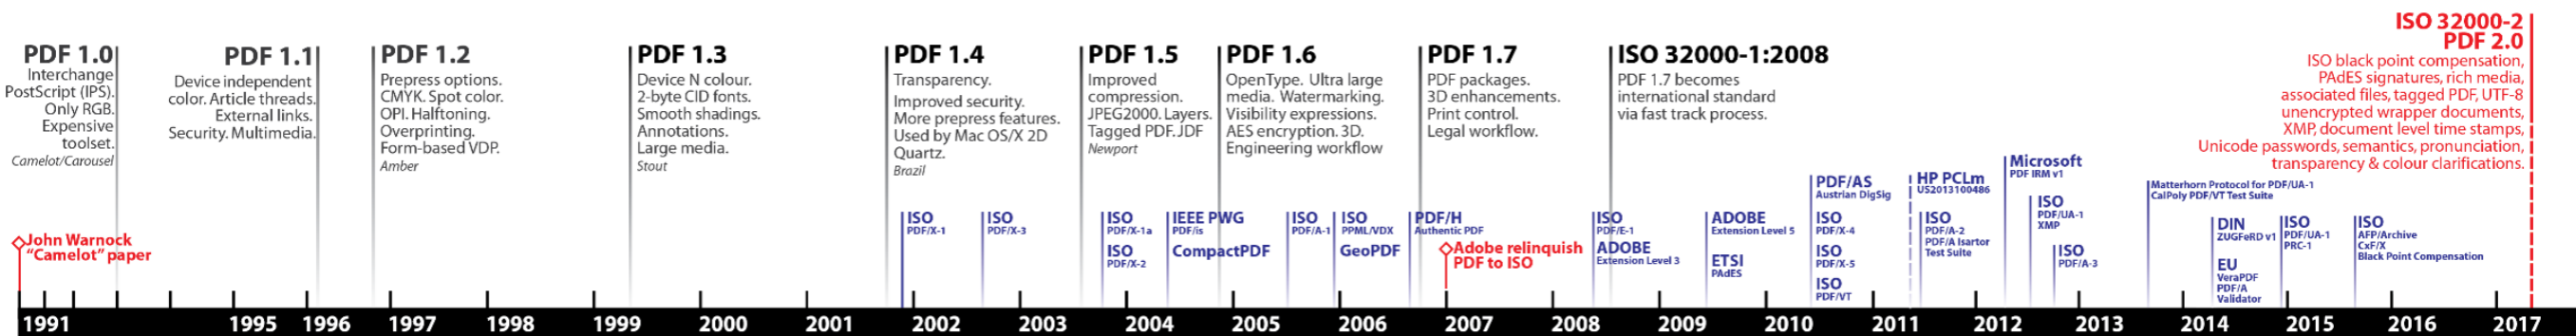 PDF 1.0
Interchange
PostScript (IPS).
Only RGB.
Expensive
toolset.
Camelot/Carousel
PDF 1.1
Device independent
color. Article threads.
External links.
Security. Multimedia.
PDF 1.2
Prepress options.
CMYK. Spot color.
OPI. Halftoning.
Overprinting.
Form-based VDP.
Amber
PDF 1.3
Device N colour.
2-byte CID fonts.
Smooth shadings.
Annotations.
Large media.
Stout
PDF 1.4
Transparency.
Improved security.
More prepress features.
Used by Mac OS/X 2D
Quartz.
Brazil
PDF 1.5
Improved
compression.
JPEG2000. Layers.
Tagged PDF. JDF
Newport
PDF 1.6
OpenType. Ultra large
media. Watermarking.
Visibility expressions.
AES encryption. 3D.
Engineering workflow
PDF 1.7
PDF packages.
3D enhancements.
Print control.
Legal workflow.
ISO 32000-1:2008
PDF 1.7 becomes
international standard
via fast track process.
ISO 32000-2
PDF 2.0
ISO black point compensation,
PAdES signatures, rich media,
associated files, tagged PDF, UTF-8
unencrypted wrapper documents,
XMP, document level time stamps,
Unicode passwords, semantics, pronunciation,
transparency & colour clarifications.
John Warnock
"Camelot" paper
ISO
PDF/X-1
ISO
PDF/X-3
ISO
PDF/X-1a
ISO
PDF/X-2
IEEE PWG
PDF/is
CompactPDF
ISO
PDF/A-1
ISO
PPML/VDX
GeoPDF
PDF/H
Authentic PDF
Adobe relinquish
PDF to ISO
ISO
PDF/E-1
ADOBE
Extension Level 3
ADOBE
Extension Level 5
ETSI
PAdES
PDF/AS
Austrian DigSig
ISO
PDF/X-4
ISO
PDF/X-5
ISO
PDF/VT
HP PCLm
US2013100486
ISO
PDF/A-2
PDF/A Isartor
Test Suite
Microsoft
PDF IRM v1
ISO
PDF/UA-1
XMP
ISO
PDF/A-3
Matterhorn Protocol for PDF/UA-1
CalPoly PDF/VT Test Suite
DIN
ZUGFeRD v1
EU
VeraPDF
PDF/A
Validator
ISO
PDF/UA-1
PRC-1
ISO
AFP/Archive
CxF/X
Black Point Compensation
1991
1995
1996
1997
1998
1999
2000
2001
2002
2003
2004
2005
2006
2007
2008
2009
2010
2011
2012
2013
2014
2015
2016
2017